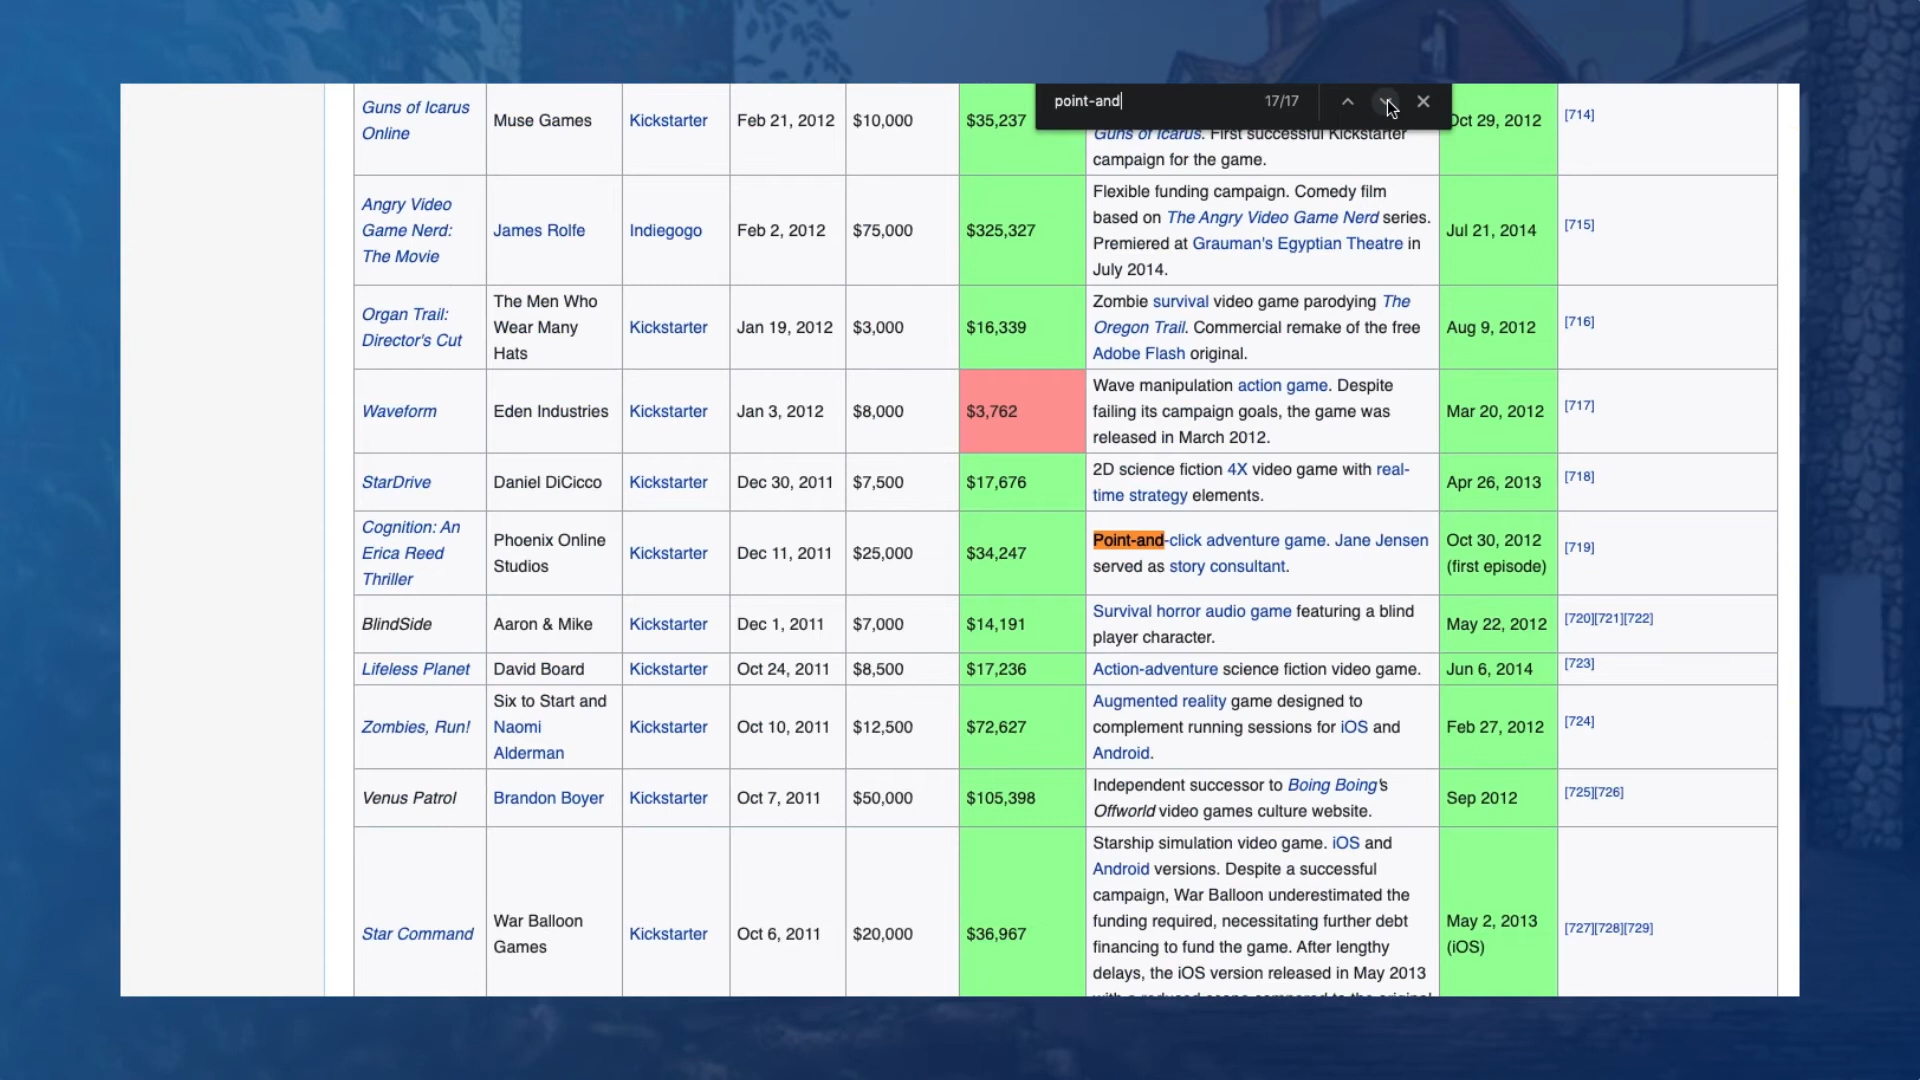 point-and
17/17
Guns of Icarus
Online
Muse Games
Kickstarter
Feb 21, 2012
$10,000
$35,237
Guns of Icarus. First successful Kickstarter
campaign for the game.
Oct 29, 2012
[714]
Angry Video
Game Nerd:
The Movie
James Rolfe
Indiegogo
Feb 2, 2012
$75,000
$325,327
Flexible funding campaign. Comedy film
based on The Angry Video Game Nerd series.
Premiered at Grauman's Egyptian Theatre in
July 2014.
Jul 21, 2014
[715]
Organ Trail:
Director's Cut
The Men Who
Wear Many
Hats
Kickstarter
Jan 19, 2012
$3,000
$16,339
Zombie survival video game parodying The
Oregon Trail. Commercial remake of the free
Adobe Flash original.
Aug 9, 2012
[716]
Waveform
Eden Industries
Kickstarter
Jan 3, 2012
$8,000
$3,762
Wave manipulation action game. Despite
failing its campaign goals, the game was
released in March 2012.
Mar 20, 2012
[717]
StarDrive
Daniel DiCicco
Kickstarter
Dec 30, 2011
$7,500
$17,676
2D science fiction 4X video game with real-
time strategy elements.
Apr 26, 2013
[718]
Cognition: An
Erica Reed
Thriller
Phoenix Online
Studios
Kickstarter
Dec 11, 2011
$25,000
$34,247
Point-and-click adventure game. Jane Jensen
served as story consultant.
Oct 30, 2012
(first episode)
[719]
BlindSide
Aaron & Mike
Kickstarter
Dec 1, 2011
$7,000
$14,191
Survival horror audio game featuring a blind
player character.
May 22, 2012
[720][721][722]
Lifeless Planet
David Board
Kickstarter
Oct 24, 2011
$8,500
$17,236
Action-adventure science fiction video game.
Jun 6, 2014
[723]
Zombies, Run!
Six to Start and
Naomi
Alderman
Kickstarter
Oct 10, 2011
$12,500
$72,627
Augmented reality game designed to
complement running sessions for iOS and
Android.
Feb 27, 2012
[724]
Venus Patrol
Brandon Boyer
Kickstarter
Oct 7, 2011
$50,000
$105,398
Independent successor to Boing Boing's
Offworld video games culture website.
Sep 2012
[725][726]
Star Command
War Balloon
Games
Kickstarter
Oct 6, 2011
$20,000
$36,967
Starship simulation video game. iOS and
Android versions. Despite a successful
campaign, War Balloon underestimated the
funding required, necessitating further debt
financing to fund the game. After lengthy
delays, the iOS version released in May 2013
with a reduced scope compared to the original
May 2, 2013
(iOS)
[727][728][729]